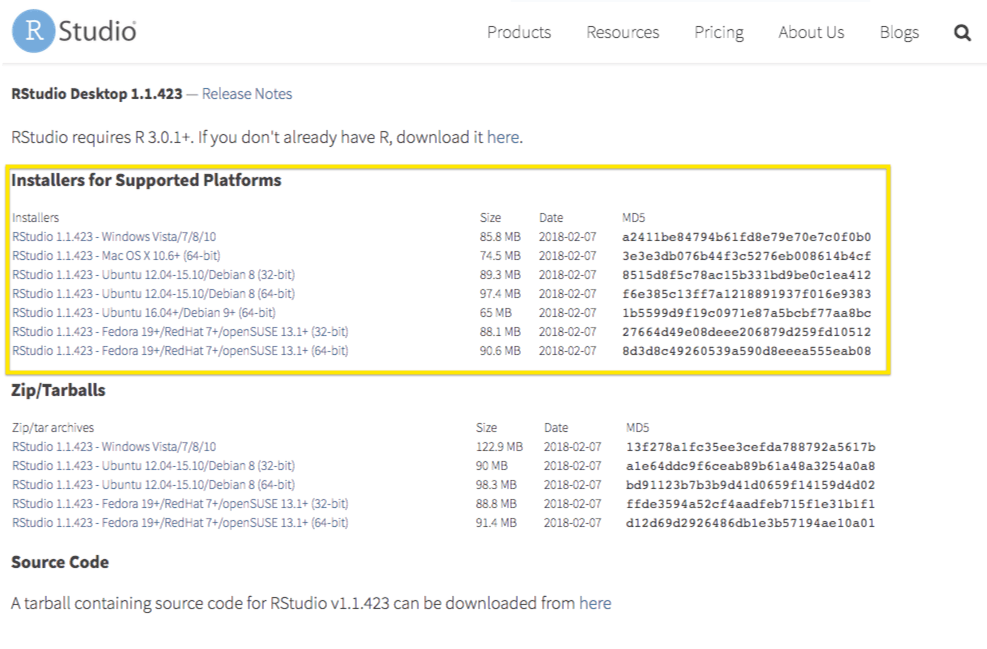 R Studio
Products Resources Pricing About Us Blogs
RStudio Desktop 1.1.423 — Release Notes
RStudio requires R 3.0.1+. If you don't already have R, download it here.
Installers for Supported Platforms
Installers Size Date MD5
RStudio 1.1.423 - Windows Vista/7/8/10 85.8 MB 2018-02-07 a2411be84794b61fd8e79e70e7c0f0b0
RStudio 1.1.423 - Mac OS X 10.6+ (64-bit) 74.5 MB 2018-02-07 3e3e3db076b44f3c5276eb008614b4cf
RStudio 1.1.423 - Ubuntu 12.04-15.10/Debian 8 (32-bit) 89.3 MB 2018-02-07 8515d8f5c78ac15b331bd9be0c1ea412
RStudio 1.1.423 - Ubuntu 12.04-15.10/Debian 8 (64-bit) 97.4 MB 2018-02-07 f6e385c13ff7a1218891937f016e9383
RStudio 1.1.423 - Ubuntu 16.04+/Debian 9+ (64-bit) 65 MB 2018-02-07 1b5599d9f19c0971e87a5bcbf77aa8bc
RStudio 1.1.423 - Fedora 19+/RedHat 7+/openSUSE 13.1+ (32-bit) 88.1 MB 2018-02-07 27664d49e08deee206879d259fd10512
RStudio 1.1.423 - Fedora 19+/RedHat 7+/openSUSE 13.1+ (64-bit) 90.6 MB 2018-02-07 8d3d8c49260539a590d8eeea555eab08
Zip/Tarballs
Zip/tar archives Size Date MD5
RStudio 1.1.423 - Windows Vista/7/8/10 122.9 MB 2018-02-07 13f278a1fc35ee3cefda788792a5617b
RStudio 1.1.423 - Ubuntu 12.04-15.10/Debian 8 (32-bit) 90 MB 2018-02-07 a1e64ddc9f6ceab89b61a48a3254a0a8
RStudio 1.1.423 - Ubuntu 12.04-15.10/Debian 8 (64-bit) 98.3 MB 2018-02-07 bd91123b7b3b9d41d0659f14159d4d02
RStudio 1.1.423 - Fedora 19+/RedHat 7+/openSUSE 13.1+ (32-bit) 88.8 MB 2018-02-07 ffde3594a52cf4aadfeb715f1e31b1f1
RStudio 1.1.423 - Fedora 19+/RedHat 7+/openSUSE 13.1+ (64-bit) 91.4 MB 2018-02-07 d12d69d2926486db1e3b57194ae10a01
Source Code
A tarball containing source code for RStudio v1.1.423 can be downloaded from here